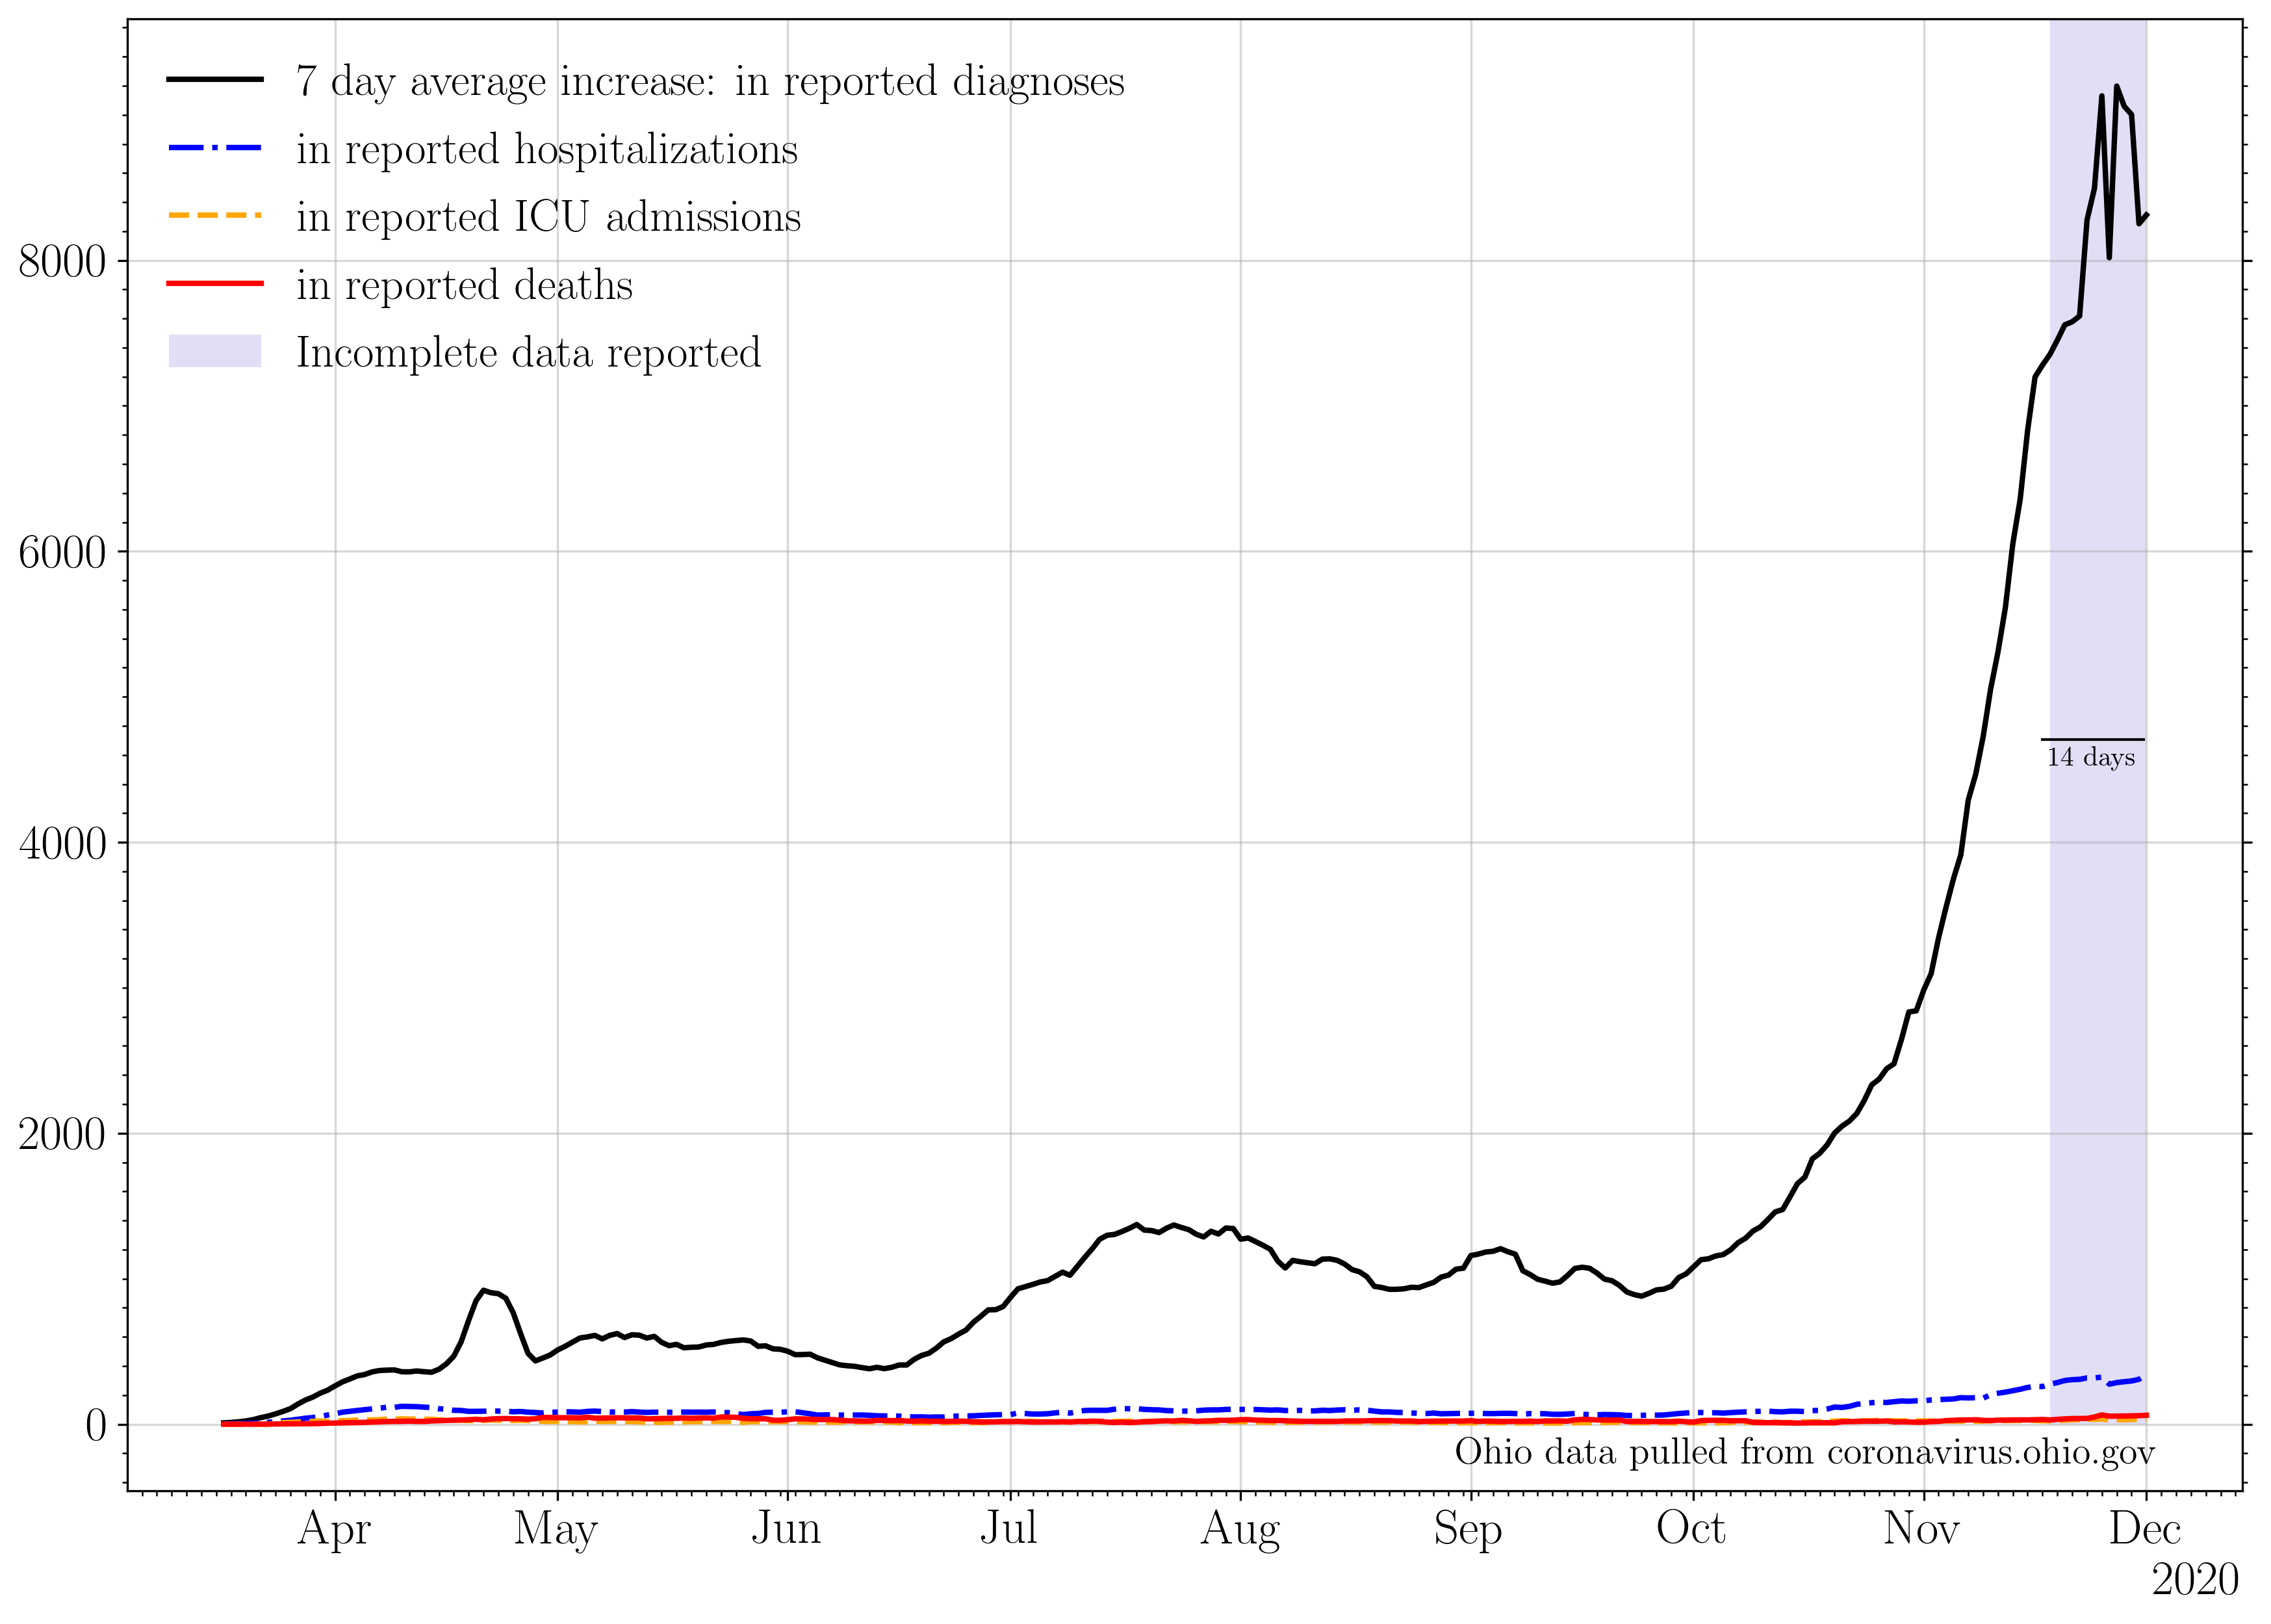 7 day average increase: in reported diagnoses
in reported hospitalizations
in reported ICU admissions
in reported deaths
Incomplete data reported
8000
6000
14 days
4000
2000
0
Ohio data pulled from coronavirus.ohio.gov
Apr May Jun Jul Aug Sep Oct Nov Dec
2020